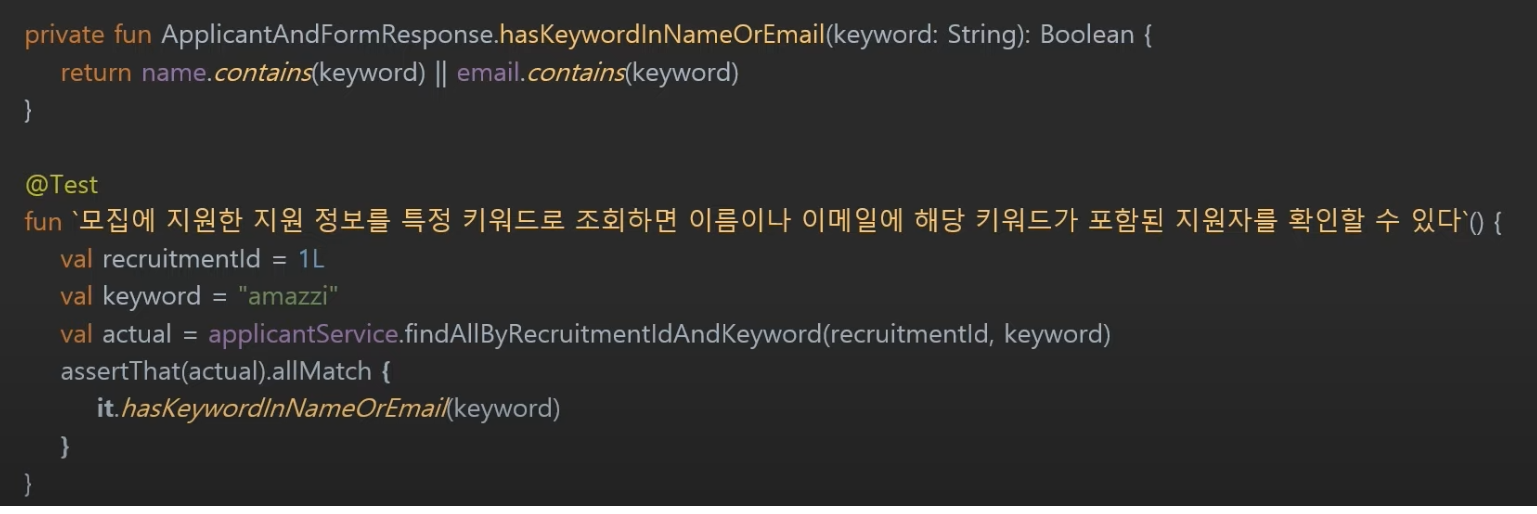 private fun ApplicantAndFormResponse.hasKeywordInNameOrEmail(keyword: String): Boolean {
    return name.contains(keyword) || email.contains(keyword)
}
@Test
fun `모집에 지원한 지원 정보를 특정 키워드로 조회하면 이름이나 이메일에 해당 키워드가 포함된 지원자를 확인할 수 있다`() {
    val recruitmentId = 1L
    val keyword = "amazzi"
    val actual = applicantService.findAllByRecruitmentIdAndKeyword(recruitmentId, keyword)
    assertThat(actual).allMatch {
        it.hasKeywordInNameOrEmail(keyword)
    }
}